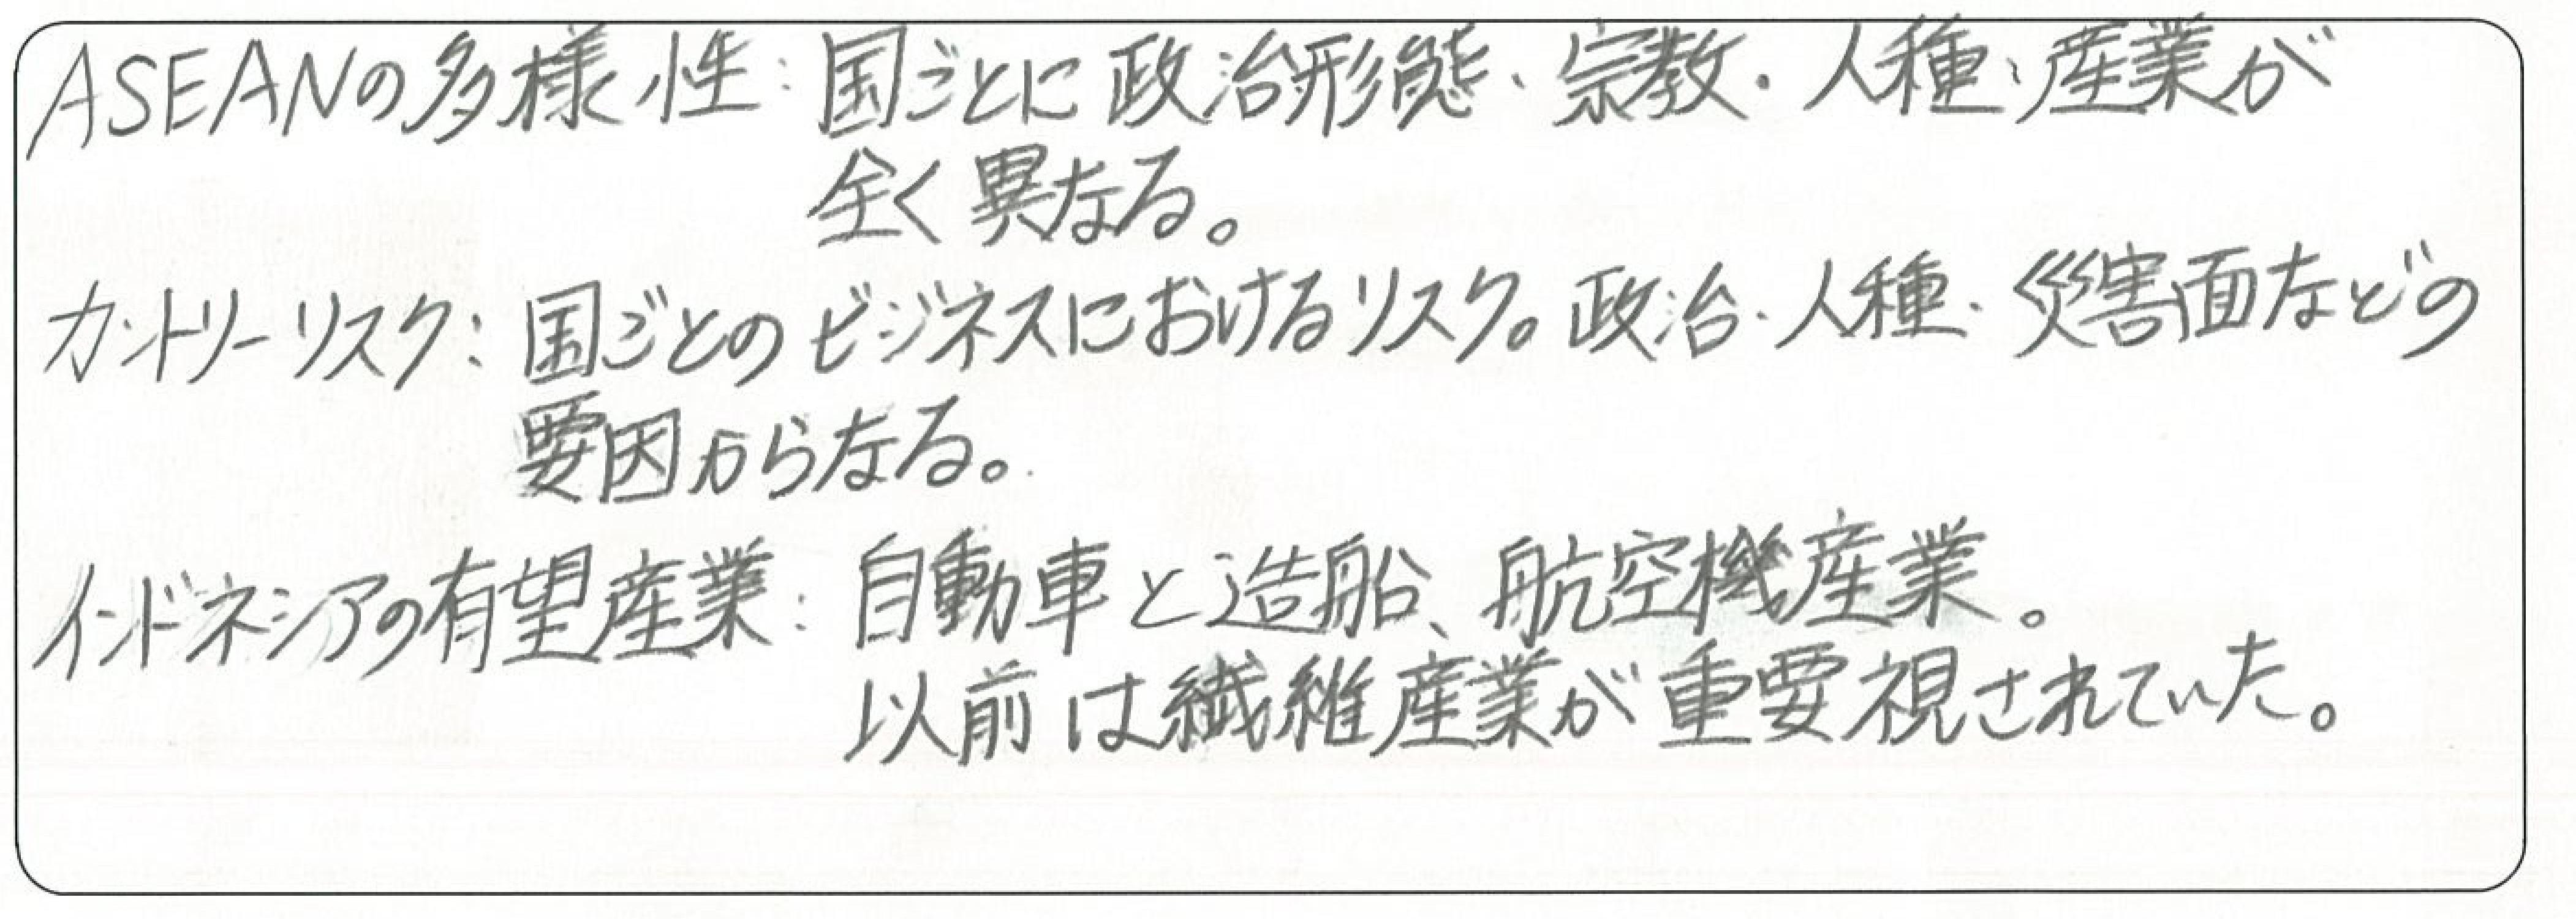 ASEANの多様性：国ごとに政治形態、宗教・人種、産業が
全く異なる。
カントリーリスク：国ごとのビジネスにおけるリスク。政治・人種・災害面などの
要因からなる。
インドネシアの有望産業：自動車と造船、航空機産業。
以前は繊維産業が重要視されていた。